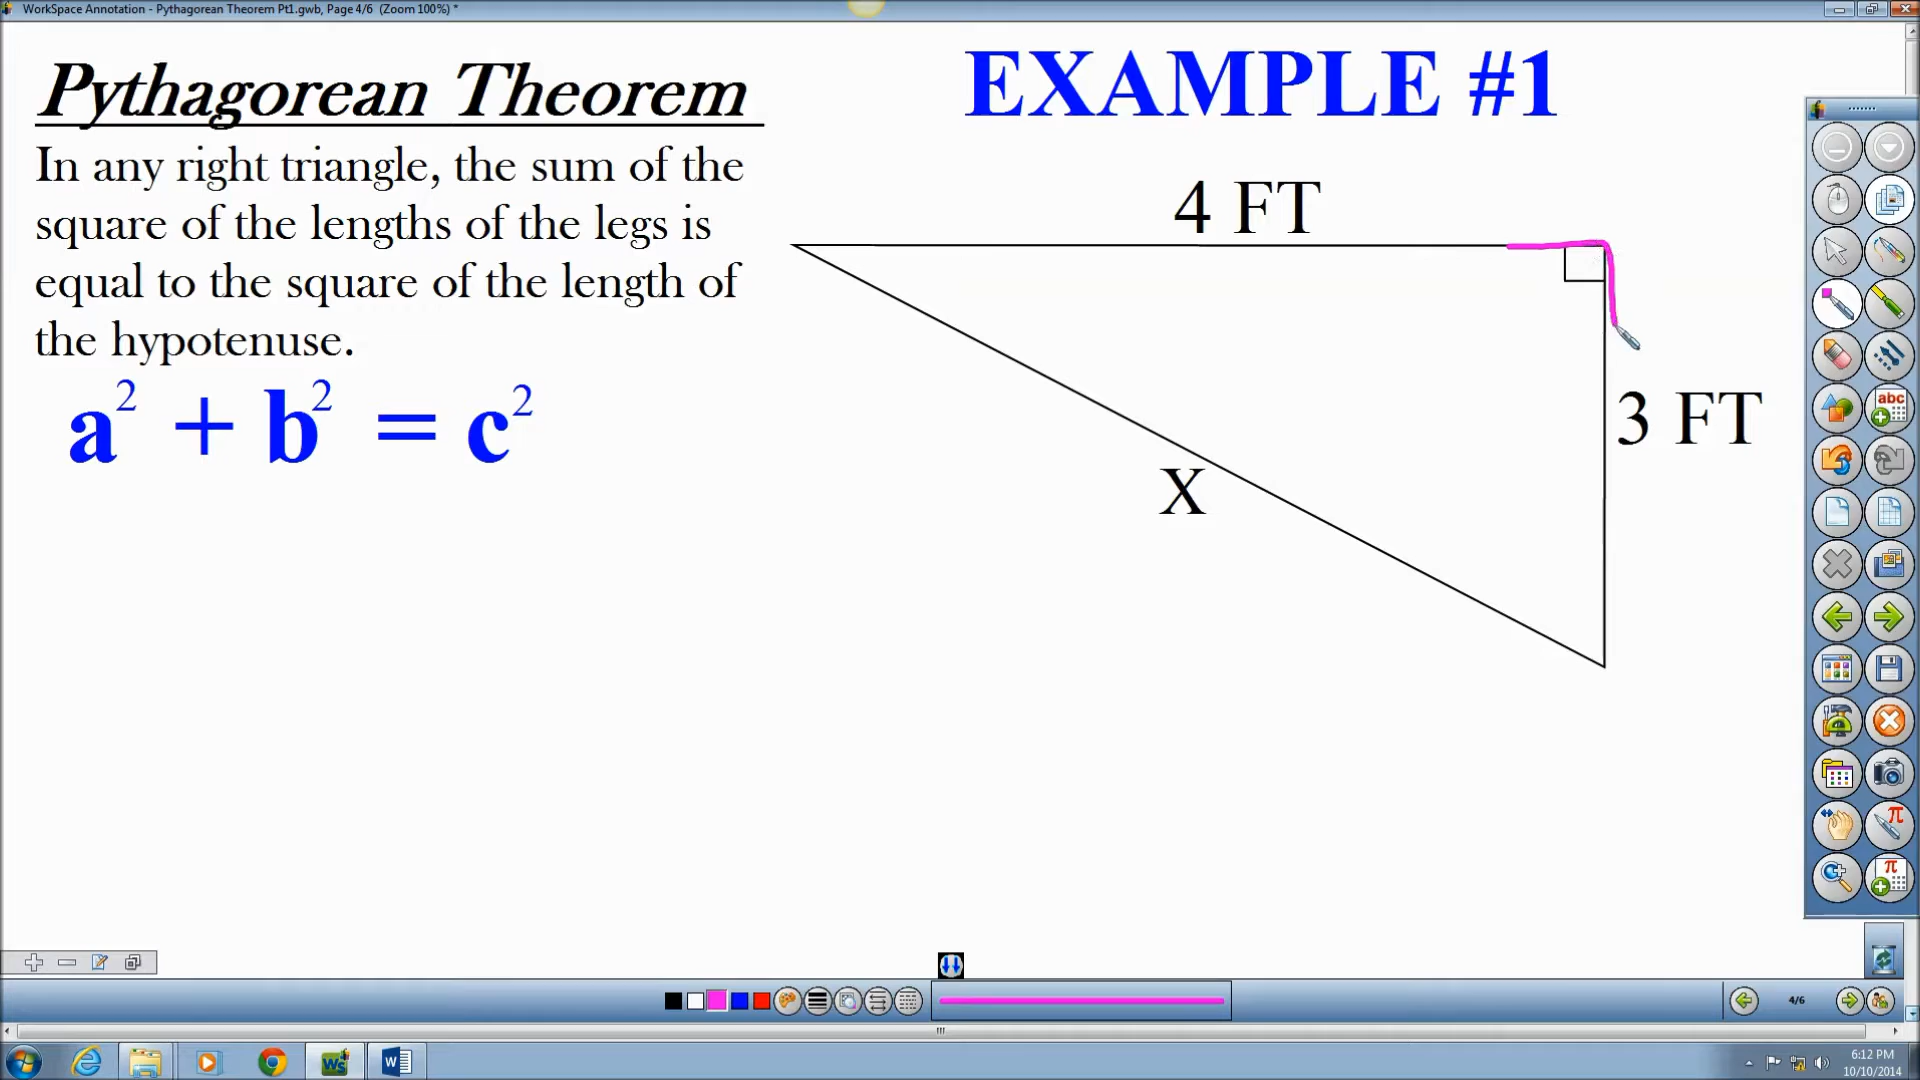 WorkSpace Annotation - Pythagorean Theorem Pt1.gwb, Page 4/6 (Zoom 100%) *
Pythagorean Theorem
In any right triangle, the sum of the
square of the lengths of the legs is
equal to the square of the length of
the hypotenuse.
a² + b² = c²
EXAMPLE #1
4 FT
3 FT
X
abc
π
π
4/6
WS
W
6:12 PM
10/10/2014